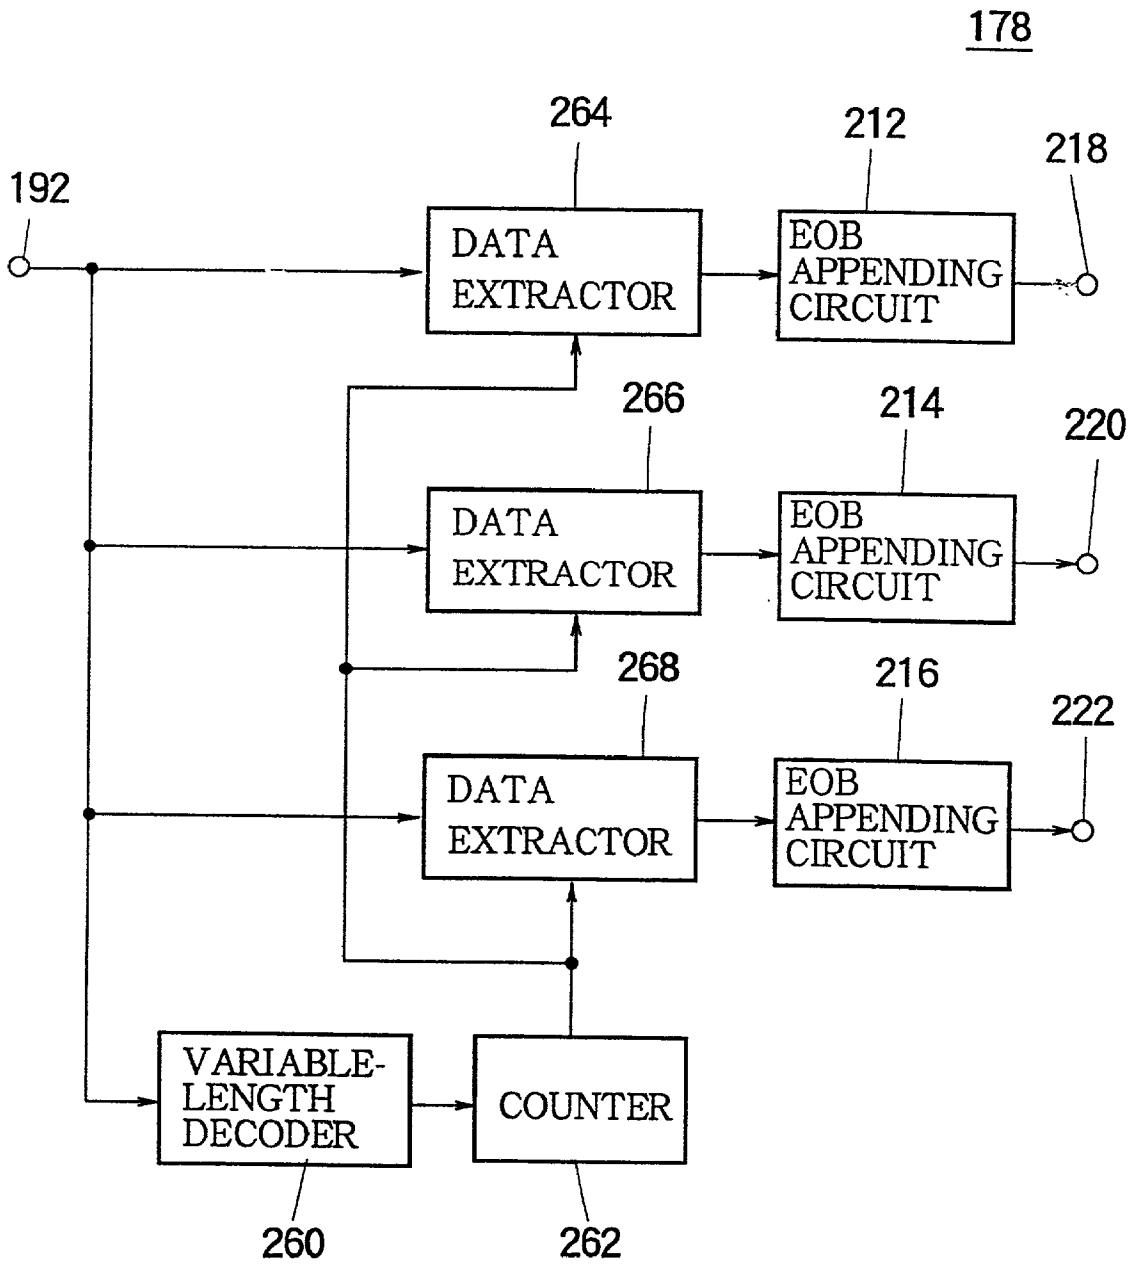 178
264
212
218
192
DATA
EXTRACTOR
EOB
APPENDING
CIRCUIT
266
214
220
DATA
EXTRACTOR
EOB
APPENDING
CIRCUIT
268
216
222
DATA
EXTRACTOR
EOB
APPENDING
CIRCUIT
VARIABLE-
LENGTH
DECODER
COUNTER
260
262